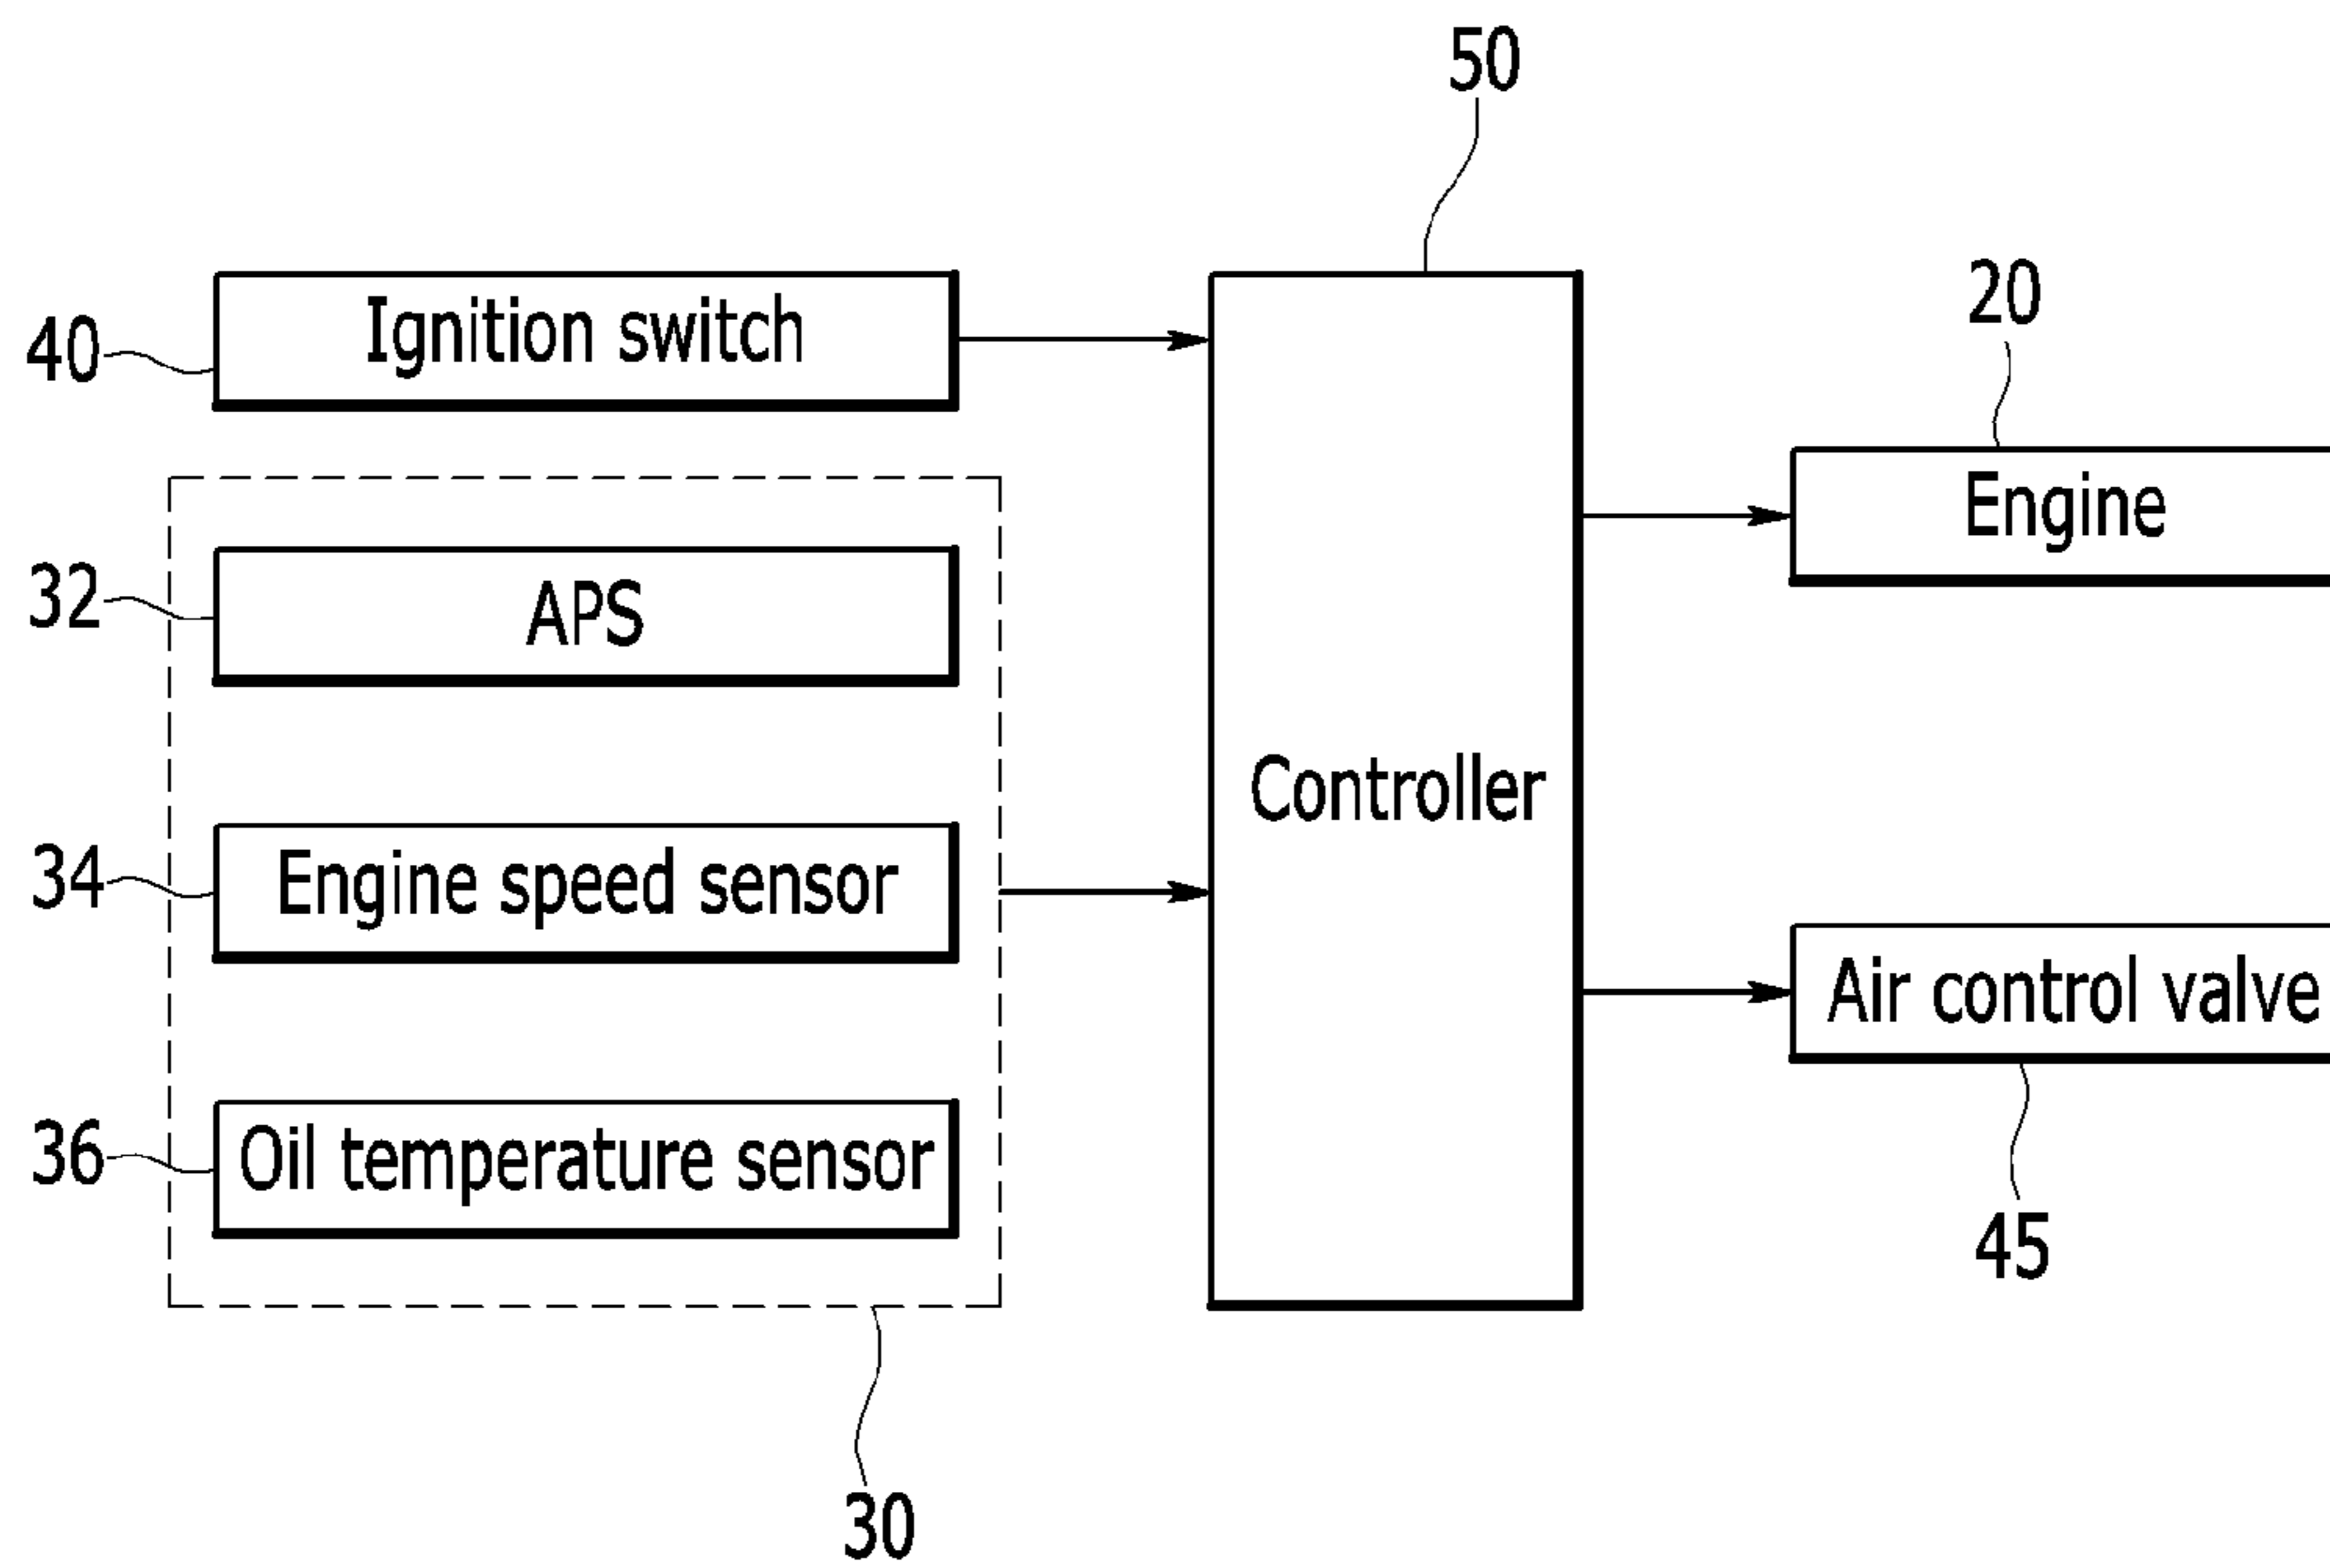 50
40
Ignition switch
20
Engine
32
APS
Controller
34
Engine speed sensor
Air control valve
36
Oil temperature sensor
45
30